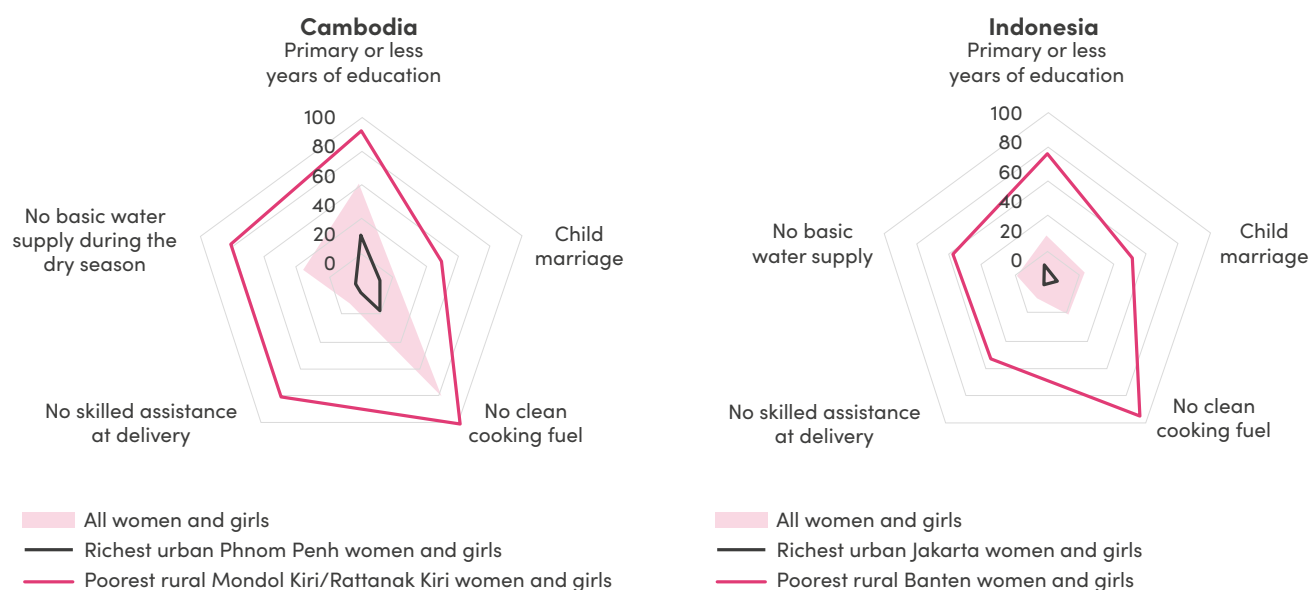 Cambodia
Primary or less
years of education
100
80
60
40
20
0
No basic water
supply during the
dry season
Child
marriage
No skilled assistance
at delivery
No clean
cooking fuel
All women and girls
Richest urban Phnom Penh women and girls
Poorest rural Mondol Kiri/Rattanak Kiri women and girls
Indonesia
Primary or less
years of education
100
80
60
40
20
0
No basic
water supply
Child
marriage
No skilled assistance
at delivery
No clean
cooking fuel
All women and girls
Richest urban Jakarta women and girls
Poorest rural Banten women and girls